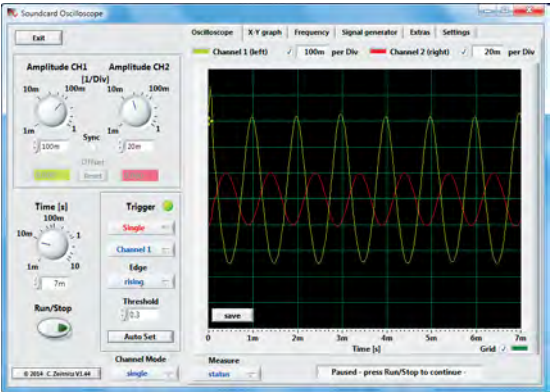 Soundcard Oscilloscope
Exit
Oscilloscope X-Y graph Frequency Signal generator Extras Settings
Channel 1 (left) ✓ 100m per Div Channel 2 (right) ✓ 20m per Div
Amplitude CH1 Amplitude CH2
[1/Div]
10m 100m 10m 100m
1m 1 Sync 1m 1
100m 20m
Offset
Reset
Time [s]
100m
10m 1
1m 10
7m
Run/Stop
Trigger
Single
Channel 1
Edge
rising
Threshold
0.3
Auto Set
Channel Mode
single
© 2014 C. Zeitnitz V1.44
save
0 1m 2m 3m 4m 5m 6m 7m
Time [s] Grid ✓
Measure
status
Paused - press Run/Stop to continue -